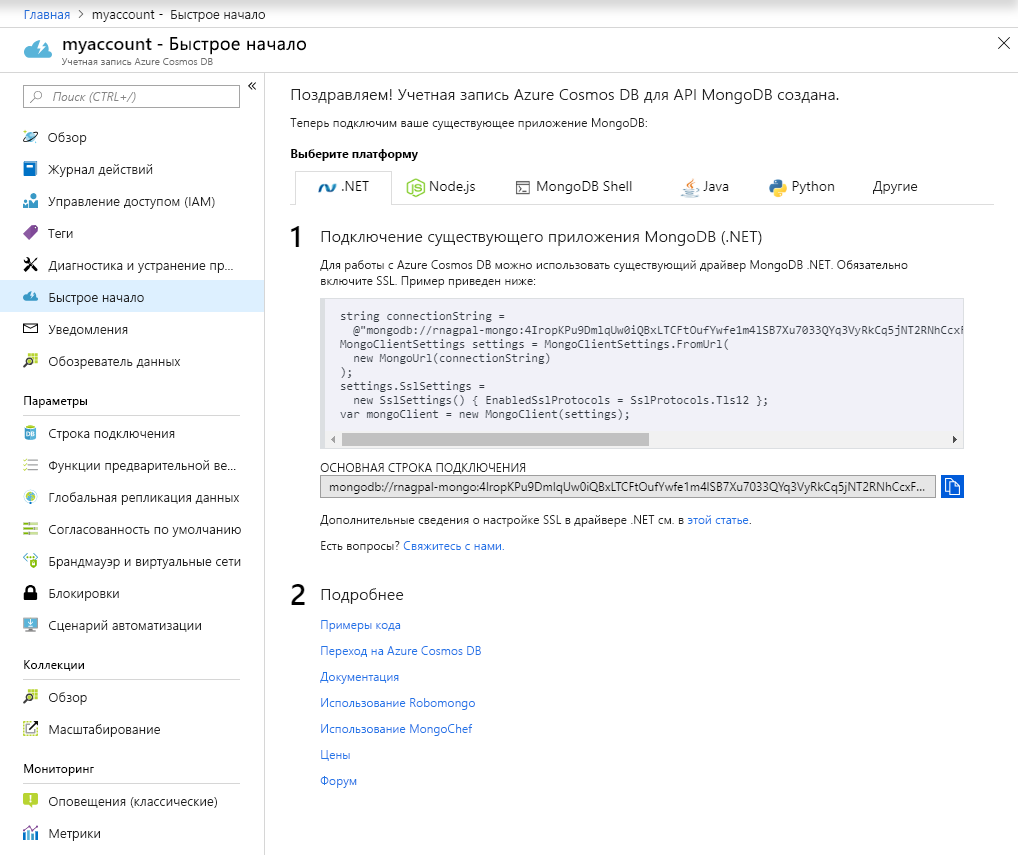 Главная > myaccount - Быстрое начало
myaccount - Быстрое начало
Учетная запись Azure Cosmos DB
Поиск (CTRL+/)
Обзор
Журнал действий
Управление доступом (IAM)
Теги
Диагностика и устранение пр...
Быстрое начало
Уведомления
Обозреватель данных
Параметры
Строка подключения
Функции предварительной ве...
Глобальная репликация данных
Согласованность по умолчанию
Брандмауэр и виртуальные сети
Блокировки
Сценарий автоматизации
Коллекции
Обзор
Масштабирование
Мониторинг
Оповещения (классические)
Метрики
Поздравляем! Учетная запись Azure Cosmos DB для API MongoDB создана.
Теперь подключим ваше существующее приложение MongoDB:
Выберите платформу
.NET Node.js MongoDB Shell Java Python Другие
1 Подключение существующего приложения MongoDB (.NET)
Для работы с Azure Cosmos DB можно использовать существующий драйвер MongoDB .NET. Обязательно
включите SSL. Пример приведен ниже:
string connectionString =
@"mongodb://rnagpal-mongo:4IropKPu9DmlqUw0iQBxLTCFtOufYwfe1m4lSB7Xu7033QYq3VyRkCq5jNT2RNhCcxF
MongoClientSettings settings = MongoClientSettings.FromUrl(
new MongoUrl(connectionString)
);
settings.SslSettings =
new SslSettings() { EnabledSslProtocols = SslProtocols.Tls12 };
var mongoClient = new MongoClient(settings);
ОСНОВНАЯ СТРОКА ПОДКЛЮЧЕНИЯ
mongodb://rnagpal-mongo:4IropKPu9DmlqUw0iQBxLTCFtOufYwfe1m4lSB7Xu7033QYq3VyRkCq5jNT2RNhCcxF...
Дополнительные сведения о настройке SSL в драйвере .NET см. в этой статье.
Есть вопросы? Свяжитесь с нами.
2 Подробнее
Примеры кода
Переход на Azure Cosmos DB
Документация
Использование Robomongo
Использование MongoChef
Цены
Форум